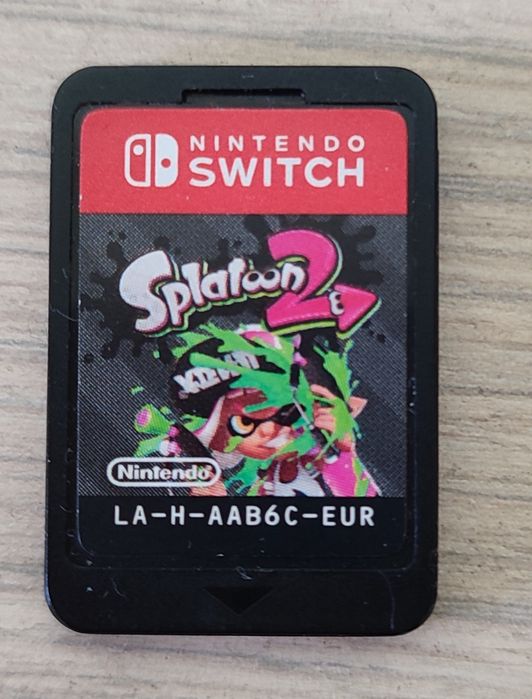 NINTENDO
SWITCH
Splatoon 2
Nintendo
LA-H-AAB6C-EUR